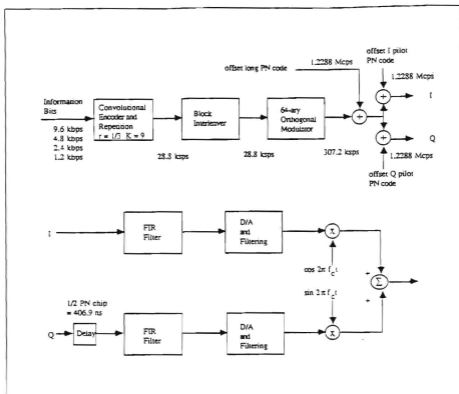 offset I pilot
PN code
offset long PN code
1.2288 Mcps
1.2288 Mcps
Information
Bits
9.6 kbps
4.8 kbps
2.4 kbps
1.2 kbps
Convolutional
Encoder and
Repetition
r = 1/3 K = 9
28.8 ksps
Block
Interleaver
28.8 ksps
64-ary
Orthogonal
Modulator
307.2 ksps
+
+
I
+
Q
1.2288 Mcps
offset Q pilot
PN code
I
FIR
Filter
D/A
and
Filtering
x
cos 2π f_c t
sin 2π f_c t
+
Σ
+
1/2 PN chip
= 406.9 ns
Q
Delay
FIR
Filter
D/A
and
Filtering
x